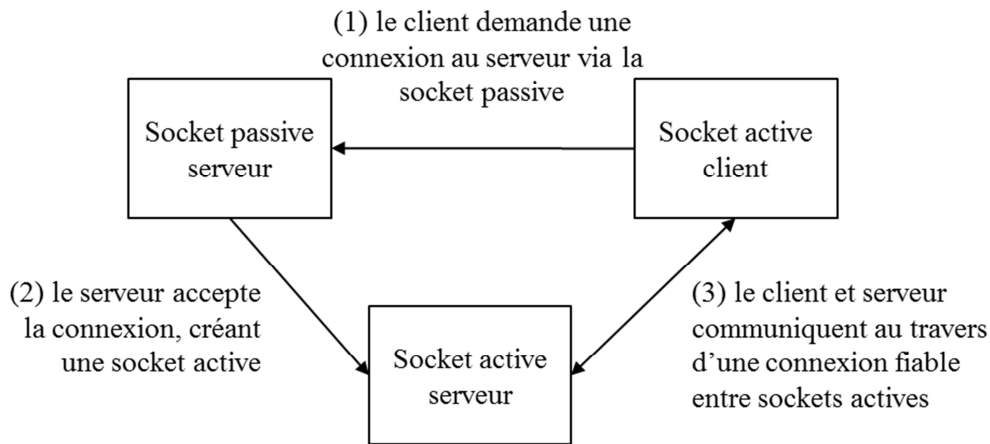 (1) le client demande une
connexion au serveur via la
socket passive
Socket passive
serveur
Socket active
client
(2) le serveur accepte
la connexion, créant
une socket active
Socket active
serveur
(3) le client et serveur
communiquent au travers
d’une connexion fiable
entre sockets actives